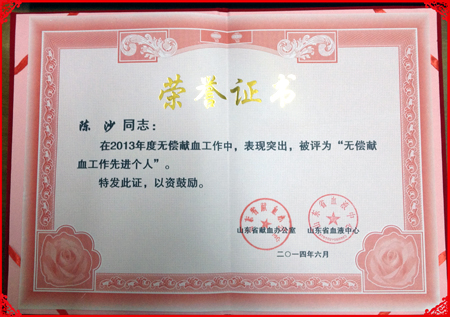 荣誉证书
陈 沙 同志：
在2013年度无偿献血工作中，表现突出，被评为“无偿献
血工作先进个人”。
特发此证，以资鼓励。
山东省献血办公室 山东省血液中心
二〇一四年六月